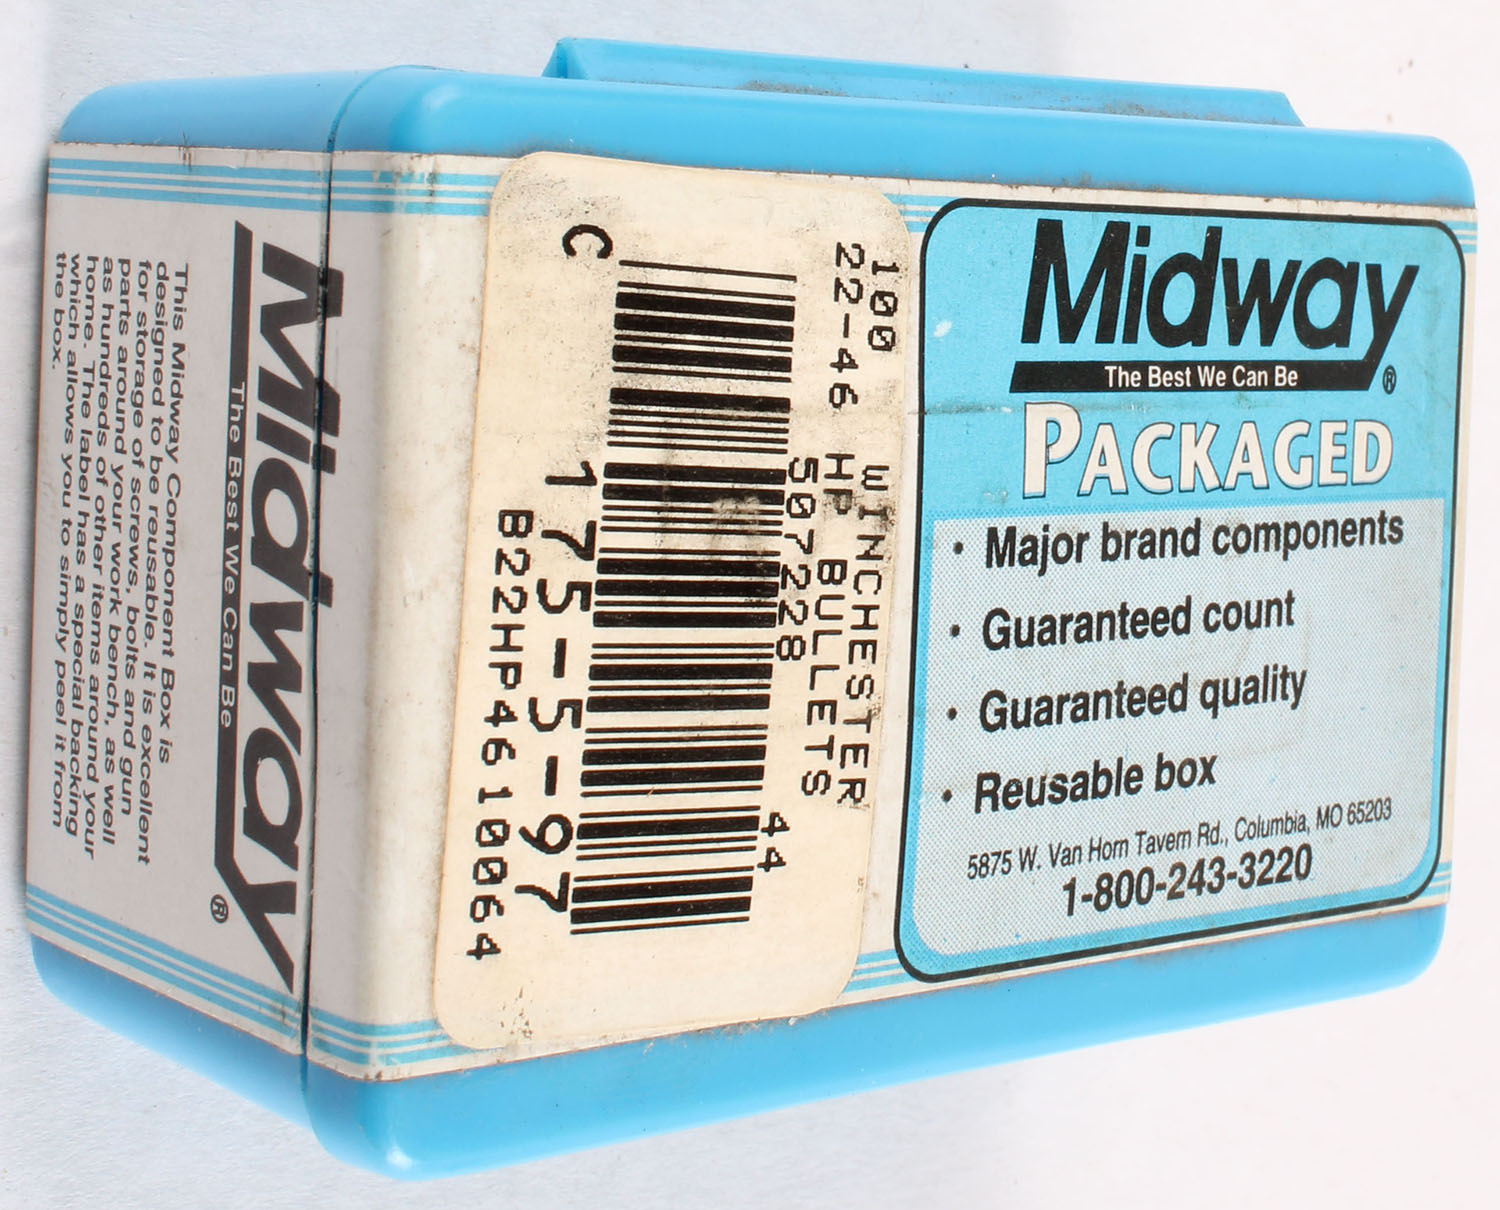 Midway
The Best We Can Be
®
PACKAGED
• Major brand components
• Guaranteed count
• Guaranteed quality
• Reusable box
5875 W. Van Horn Tavern Rd., Columbia, MO 65203
1-800-243-3220
100 WINCHESTER
22-46 HP BULLETS
507228 44
C 175-5-97
B22HP4610064
Midway
The Best We Can Be
®
This Midway Component Box is
designed to be reusable. It is excellent
for storage of screws, bolts and gun
parts around your work bench, as well
as hundreds of other items around your
home. The label has a special backing
which allows you to simply peel it from
the box.